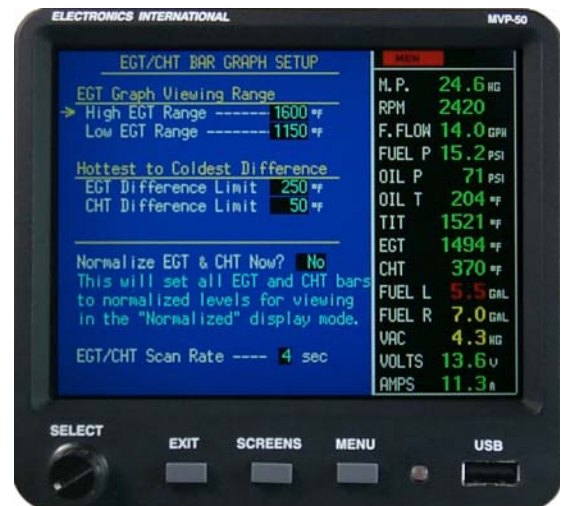 ELECTRONICS INTERNATIONAL MVP-50
EGT/CHT BAR GRAPH SETUP
EGT Graph Viewing Range
High EGT Range ------ 1600 °F
Low EGT Range ------- 1150 °F
Hottest to Coldest Difference
EGT Difference Limit 250 °F
CHT Difference Limit 50 °F
Normalize EGT & CHT Now? No
This will set all EGT and CHT bars
to normalized levels for viewing
in the "Normalized" display mode.
EGT/CHT Scan Rate ---- 4 sec
M.P. 24.6 HG
RPM 2420
F.FLOW 14.0 GPH
FUEL P 15.2 PSI
OIL P 71 PSI
OIL T 204 °F
TIT 1521 °F
EGT 1494 °F
CHT 370 °F
FUEL L 5.5 GAL
FUEL R 7.0 GAL
VAC 4.3 HG
VOLTS 13.6 V
AMPS 11.3 A
SELECT EXIT SCREENS MENU USB